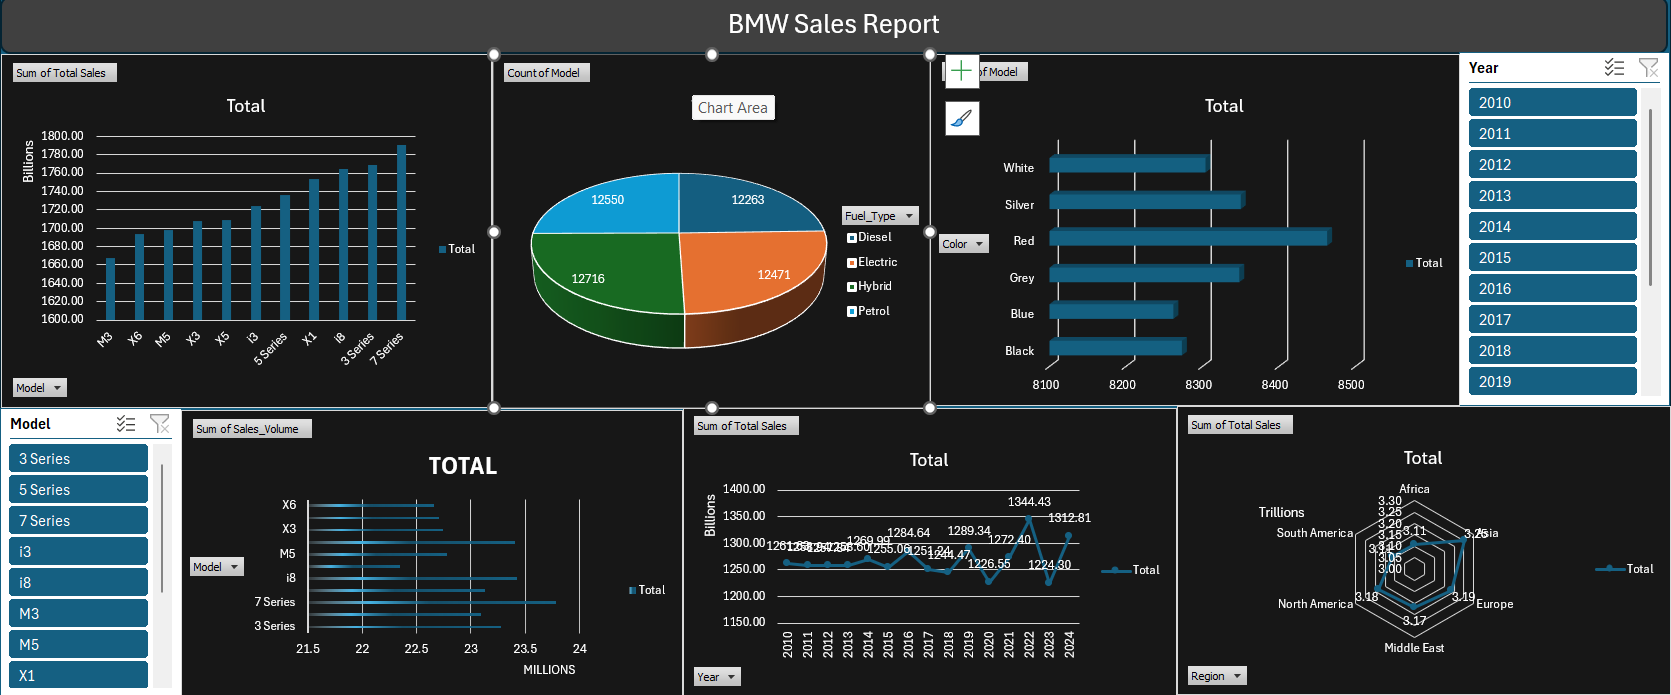 BMW Sales Report
Sum of Total Sales
Total
Billions
1800.00
1780.00
1760.00
1740.00
1720.00
1700.00
1680.00
1660.00
1640.00
1620.00
1600.00
M3
X6
M5
X3
X5
i3
5 Series
X1
i8
3 Series
7 Series
Total
Model
Count of Model
Chart Area
12550
12263
12716
12471
Fuel_Type
Diesel
Electric
Hybrid
Petrol
of Model
Total
White
Silver
Red
Grey
Blue
Black
8100
8200
8300
8400
8500
Color
Total
Year
2010
2011
2012
2013
2014
2015
2016
2017
2018
2019
Model
3 Series
5 Series
7 Series
i3
i8
M3
M5
X1
Sum of Sales_Volume
TOTAL
X6
X3
M5
i8
7 Series
3 Series
21.5
22
22.5
23
23.5
24
MILLIONS
Model
Total
Sum of Total Sales
Total
Billions
1400.00
1350.00
1300.00
1250.00
1200.00
1150.00
1269.99
1255.06
1284.64
1251.24
1244.47
1289.34
1226.55
1272.40
1344.43
1224.30
1312.81
2010
2011
2012
2013
2014
2015
2016
2017
2018
2019
2020
2021
2022
2023
2024
Total
Year
Sum of Total Sales
Total
Trillions
Africa
Asia
Europe
Middle East
North America
South America
3.30
3.25
3.20
3.15
3.10
3.05
3.00
3.11
3.19
3.17
3.18
Total
Region